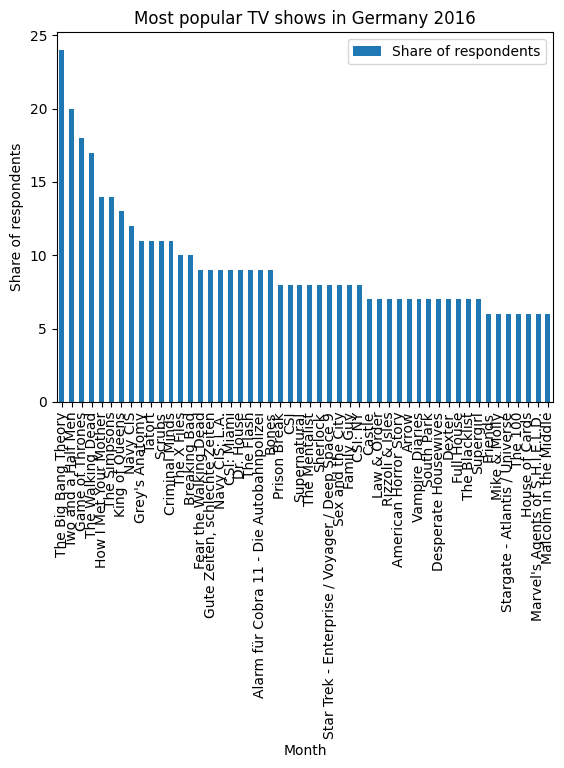 Most popular TV shows in Germany 2016
Share of respondents
Share of respondents
25
20
15
10
5
0
The Big Bang Theory
Two and a Half Men
Game of Thrones
The Walking Dead
How I Met Your Mother
The Simpsons
King of Queens
Navy CIS
Grey's Anatomy
Tatort
Scrubs
Criminal Minds
The X Files
Breaking Bad
Fear the Walking Dead
Gute Zeiten, schlechte Zeiten
Navy CIS: L.A.
CSI: Miami
Dr. House
The Flash
Alarm für Cobra 11 - Die Autobahnpolizei
Bones
Prison Break
CSI
Supernatural
The Mentalist
Sherlock
Star Trek - Enterprise / Voyager / Deep Space 9
Sex and the City
Family Guy
CSI: NY
Castle
Law & Order
Rizzoli & Isles
American Horror Story
Arrow
Vampire Diaries
South Park
Desperate Housewives
Dexter
Full House
The Blacklist
Supergirl
Friends
Mike & Molly
Stargate - Atlantis / Universe
The 100
House of Cards
Marvel's Agents of S.H.I.E.L.D.
Malcolm in the Middle
Month